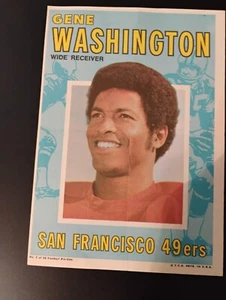 GENE
WASHINGTON
WIDE RECEIVER
SAN FRANCISCO 49ers